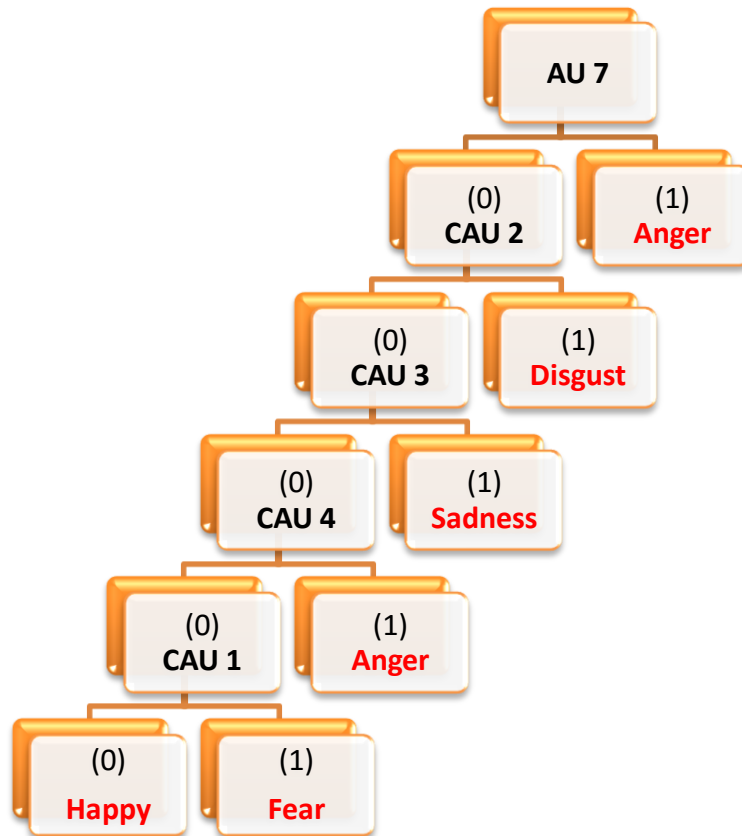 AU 7
(0)
CAU 2
(1)
Anger
(0)
CAU 3
(1)
Disgust
(0)
CAU 4
(1)
Sadness
(0)
CAU 1
(1)
Anger
(0)
Happy
(1)
Fear